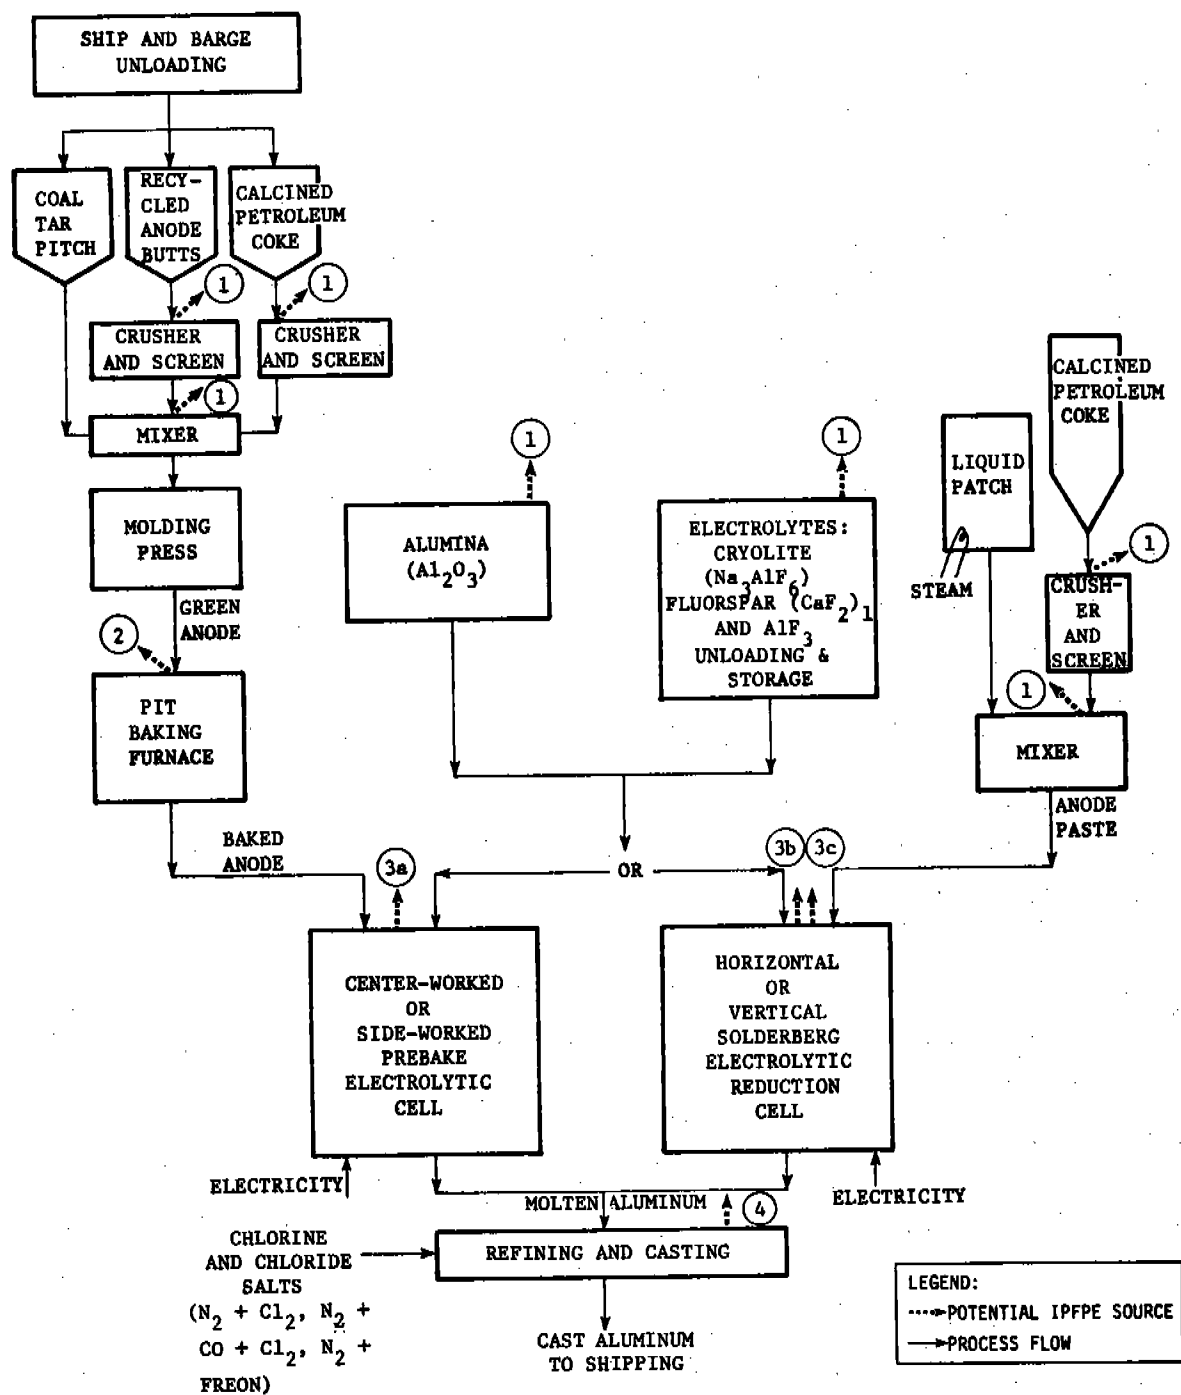 SHIP AND BARGE
UNLOADING
COAL
TAR
PITCH
RECY-
CLED
ANODE
BUTTS
CALCINED
PETROLEUM
COKE
1
1
CRUSHER
AND SCREEN
CRUSHER
AND SCREEN
1
MIXER
MOLDING
PRESS
GREEN
ANODE
2
PIT
BAKING
FURNACE
BAKED
ANODE
1
ALUMINA
(Al2O3)
1
ELECTROLYTES:
CRYOLITE
(Na3AlF6)
FLUORSPAR (CaF2)1
AND AlF3
UNLOADING &
STORAGE
LIQUID
PATCH
STEAM
CALCINED
PETROLEUM
COKE
1
CRUSH-
ER
AND
SCREEN
1
MIXER
ANODE
PASTE
3a
OR
3b
3c
CENTER-WORKED
OR
SIDE-WORKED
PREBAKE
ELECTROLYTIC
CELL
HORIZONTAL
OR
VERTICAL
SOLDERBERG
ELECTROLYTIC
REDUCTION
CELL
ELECTRICITY
ELECTRICITY
MOLTEN ALUMINUM
4
REFINING AND CASTING
CHLORINE
AND CHLORIDE
SALTS
(N2 + Cl2, N2 +
CO + Cl2, N2 +
FREON)
CAST ALUMINUM
TO SHIPPING
LEGEND:
POTENTIAL IPFPE SOURCE
PROCESS FLOW